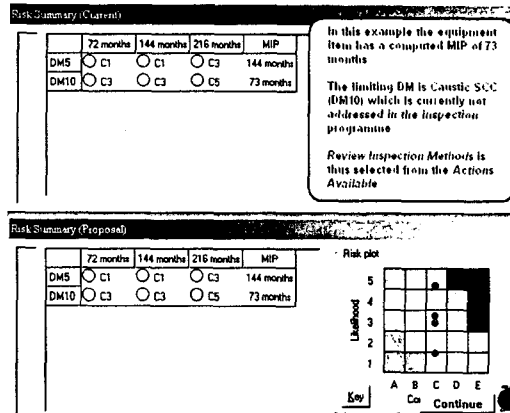 Risk Summary (Current)
72 months 144 months 216 months MIP
DM5 C1 C1 C3 144 months
DM10 C3 C3 C5 73 months
In this example the equipment
item has a computed MIP of 73
months
The limiting DM is Caustic SCC
(DM10) which is currently not
addressed in the inspection
programme
Review Inspection Methods is
thus selected from the Actions
Available
Risk Summary (Proposal)
72 months 144 months 216 months MIP
DM5 C1 C1 C3 144 months
DM10 C3 C3 C5 73 months
Risk plot
Likelihood
5
4
3
2
1
A B C D E
Key
Co
Continue